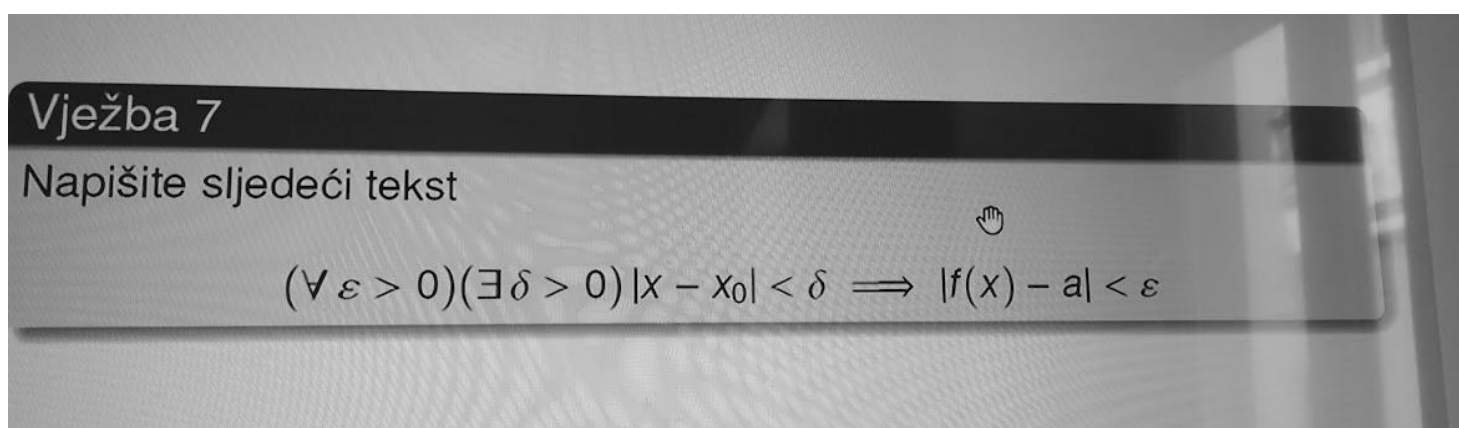 Vježba 7
Napišite sljedeći tekst
(∀ ε > 0)(∃ δ > 0) |x − x₀| < δ ⟹ |f(x) − a| < ε